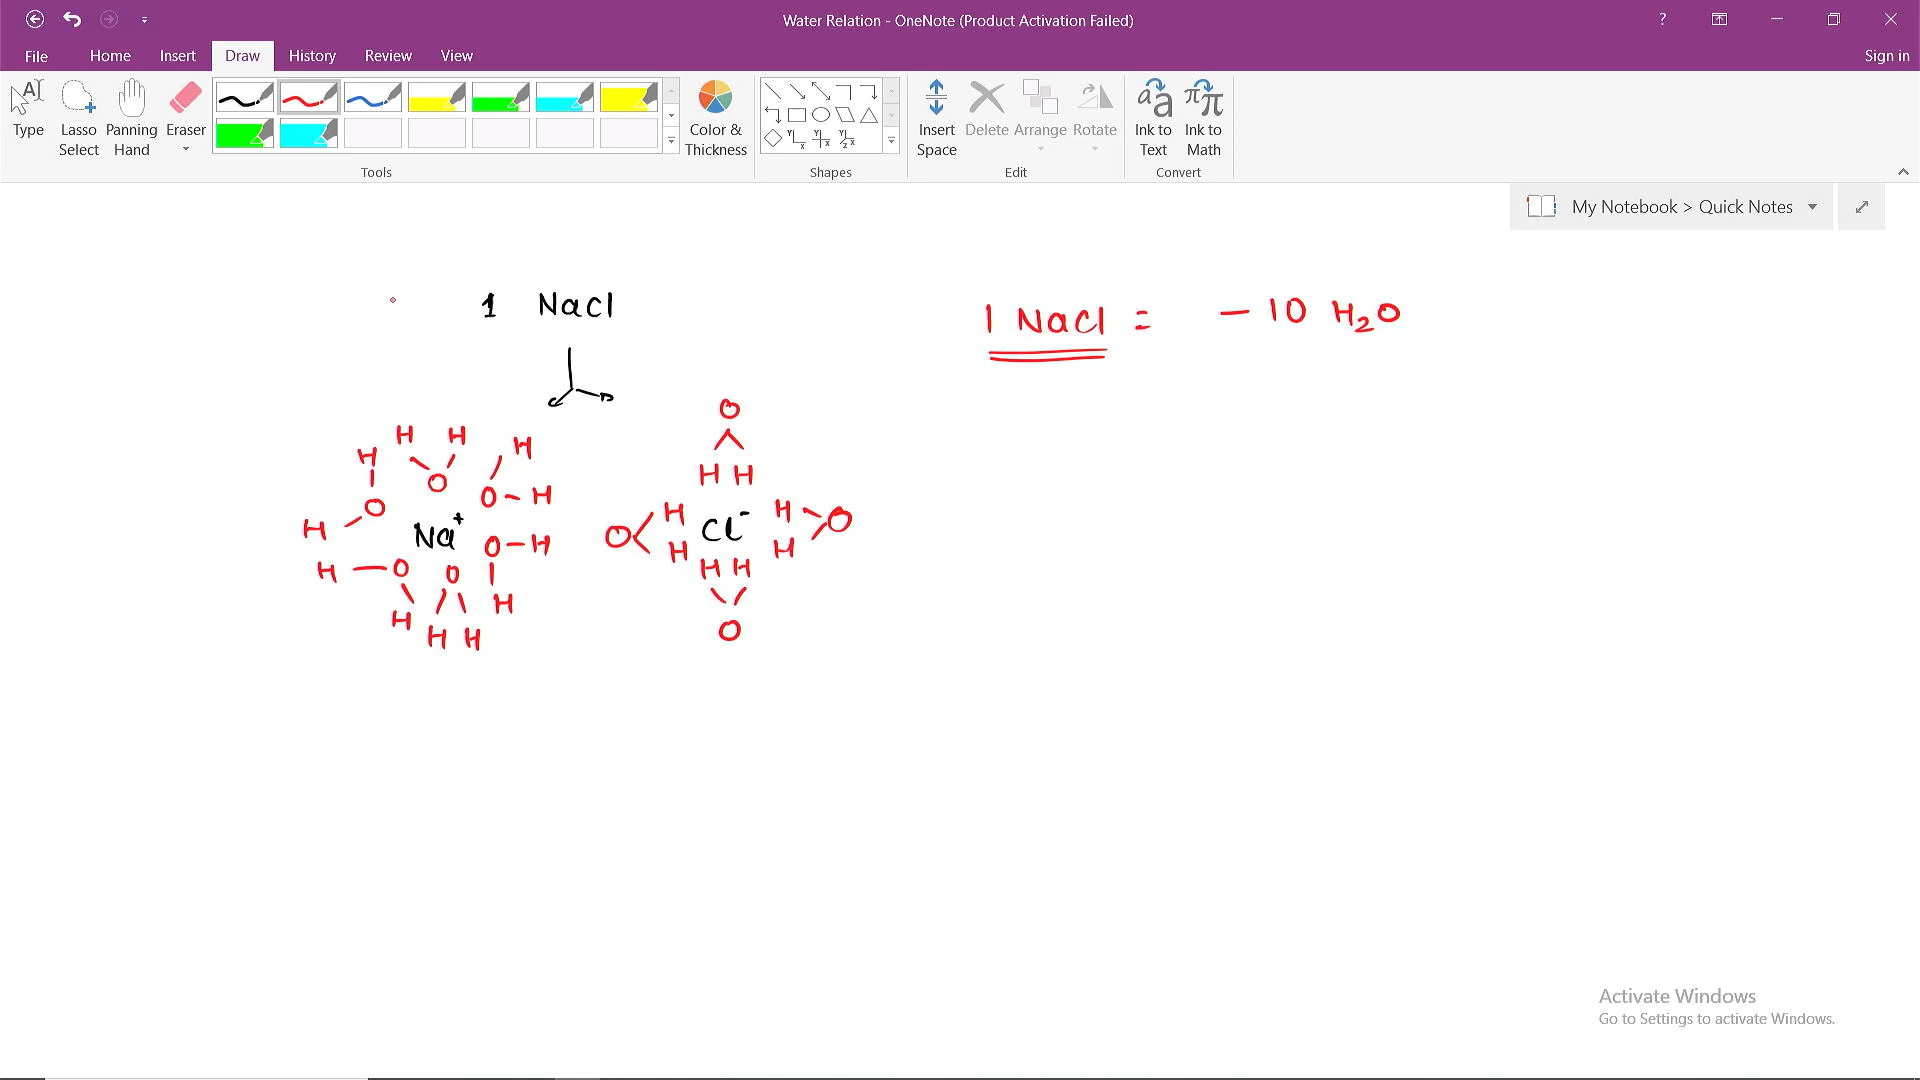 Water Relation - OneNote (Product Activation Failed)
?
File Home Insert Draw History Review View
Sign in
Type
Lasso Select
Panning Hand
Eraser
Color & Thickness
Insert Space
Delete
Arrange
Rotate
Ink to Text
Ink to Math
Tools
Shapes
Edit
Convert
My Notebook > Quick Notes
1 NaCl
1 NaCl = - 10 H₂O
O
H H H
H
O H H
O O - H
H O H H
H Na⁺ O Cl⁻ O
O - H H H
H O O H H
H H
H H H O
Activate Windows
Go to Settings to activate Windows.